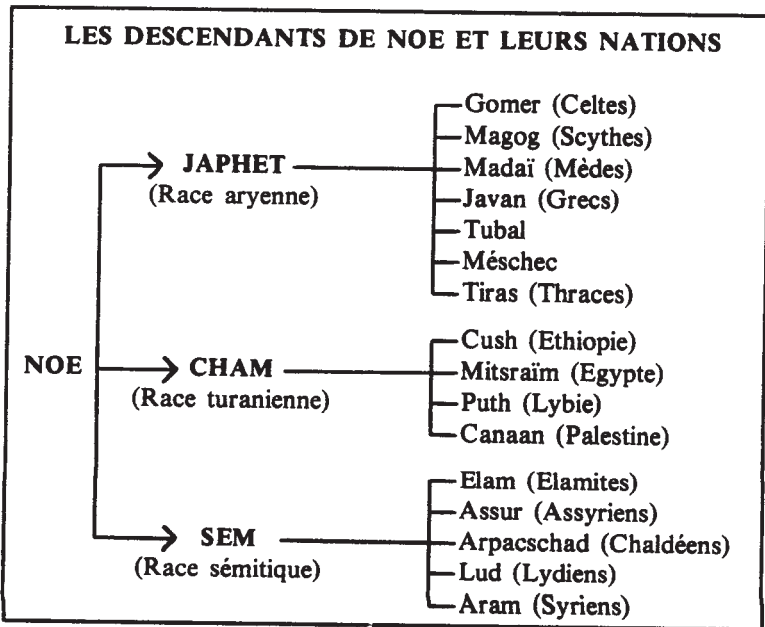 LES DESCENDANTS DE NOE ET LEURS NATIONS
NOE
JAPHET
(Race aryenne)
Gomer (Celtes)
Magog (Scythes)
Madaï (Mèdes)
Javan (Grecs)
Tubal
Méschec
Tiras (Thraces)
CHAM
(Race turanienne)
Cush (Ethiopie)
Mitsraïm (Egypte)
Puth (Lybie)
Canaan (Palestine)
SEM
(Race sémitique)
Elam (Elamites)
Assur (Assyriens)
Arpacschad (Chaldéens)
Lud (Lydiens)
Aram (Syriens)